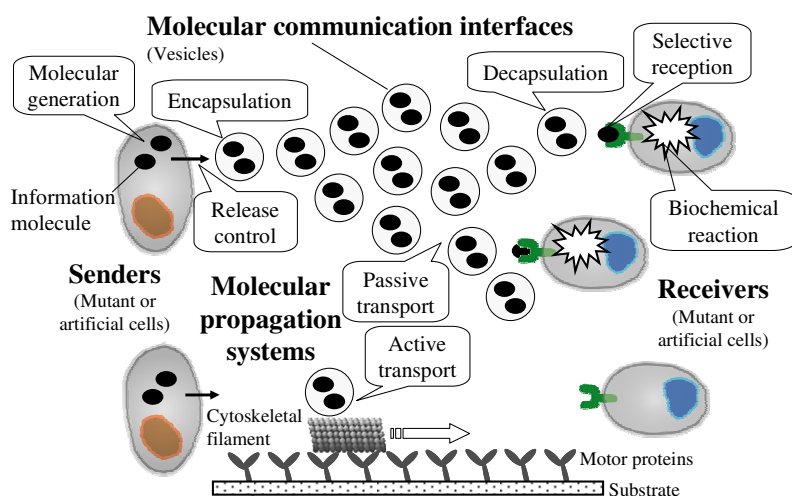 Molecular communication interfaces
(Vesicles)
Molecular
generation
Encapsulation
Decapsulation
Selective
reception
Information
molecule
Release
control
Biochemical
reaction
Senders
(Mutant or
artificial cells)
Molecular
propagation
systems
Passive
transport
Receivers
(Mutant or
artificial cells)
Active
transport
Cytoskeletal
filament
Motor proteins
Substrate